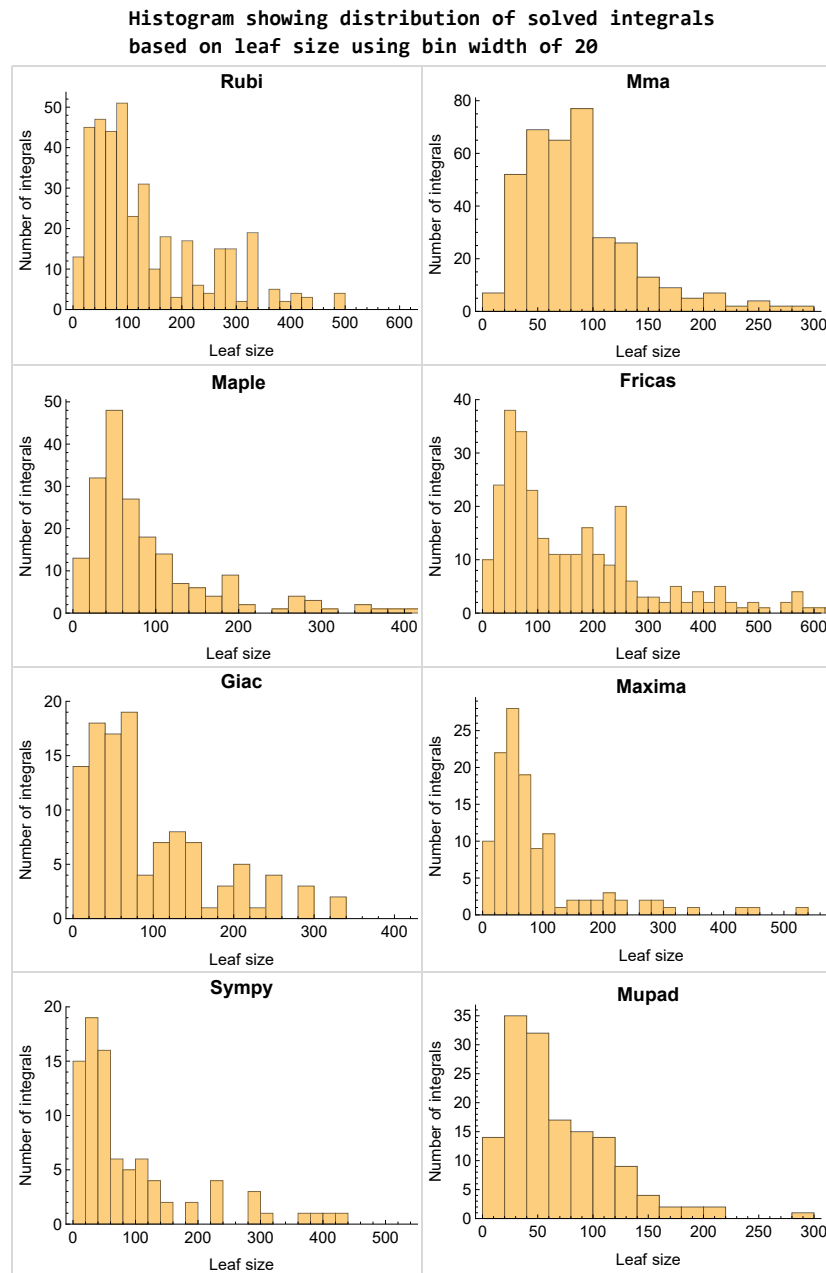 Histogram showing distribution of solved integrals
based on leaf size using bin width of 20
Rubi
Number of integrals
50
40
30
20
10
0
0 100 200 300 400 500 600
Leaf size
Mma
Number of integrals
80
60
40
20
0
0 50 100 150 200 250 300
Leaf size
Maple
Number of integrals
50
40
30
20
10
0
0 100 200 300 400
Leaf size
Fricas
Number of integrals
40
30
20
10
0
0 100 200 300 400 500 600
Leaf size
Giac
Number of integrals
20
15
10
5
0
0 100 200 300 400
Leaf size
Maxima
Number of integrals
25
20
15
10
5
0
0 100 200 300 400 500
Leaf size
Sympy
Number of integrals
20
15
10
5
0
0 100 200 300 400 500
Leaf size
Mupad
Number of integrals
35
30
25
20
15
10
5
0
0 50 100 150 200 250 300
Leaf size